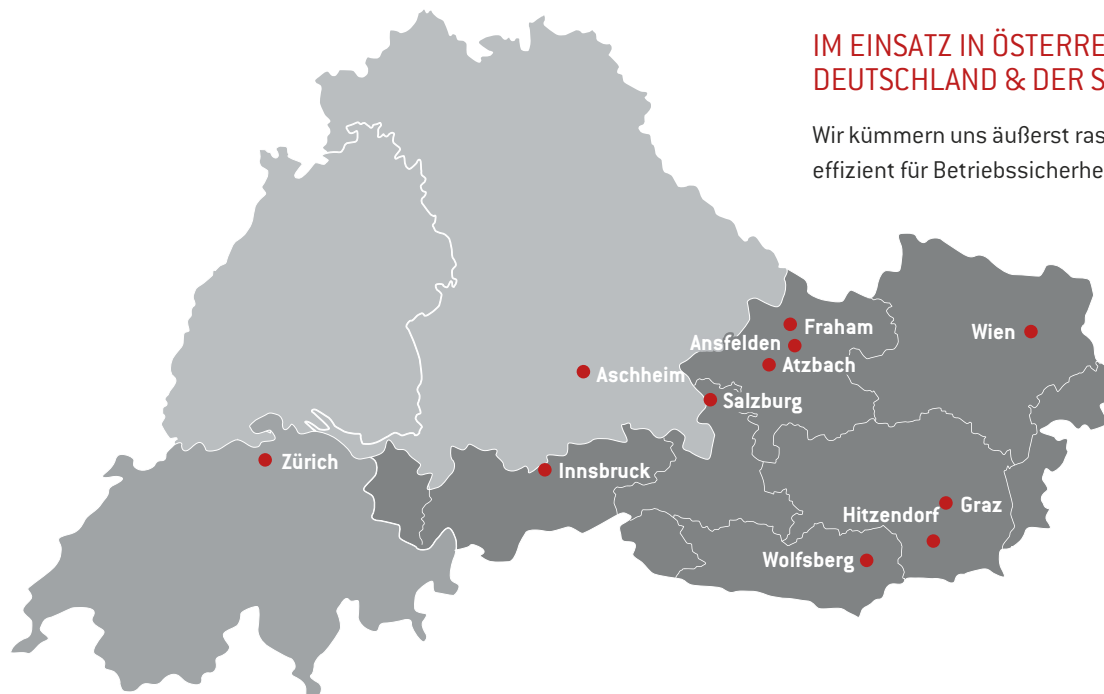 IM EINSATZ IN ÖSTERRE
DEUTSCHLAND & DER S
Wir kümmern uns äußerst ras
effizient für Betriebssicherhe
Fraham
Wien
Ansfelden
Atzbach
Aschheim
Salzburg
Zürich
Innsbruck
Graz
Hitzendorf
Wolfsberg